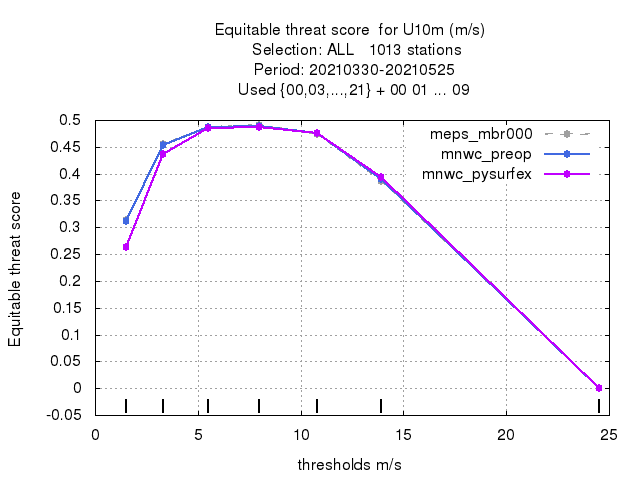 Equitable threat score  for U10m (m/s)
Selection: ALL   1013 stations
Period: 20210330-20210525
Used {00,03,...,21} + 00 01 ... 09
meps_mbr000
mnwc_preop
mnwc_pysurfex
0.5
0.45
0.4
0.35
0.3
0.25
0.2
0.15
0.1
0.05
0
-0.05
Equitable threat score
0 5 10 15 20 25
thresholds m/s